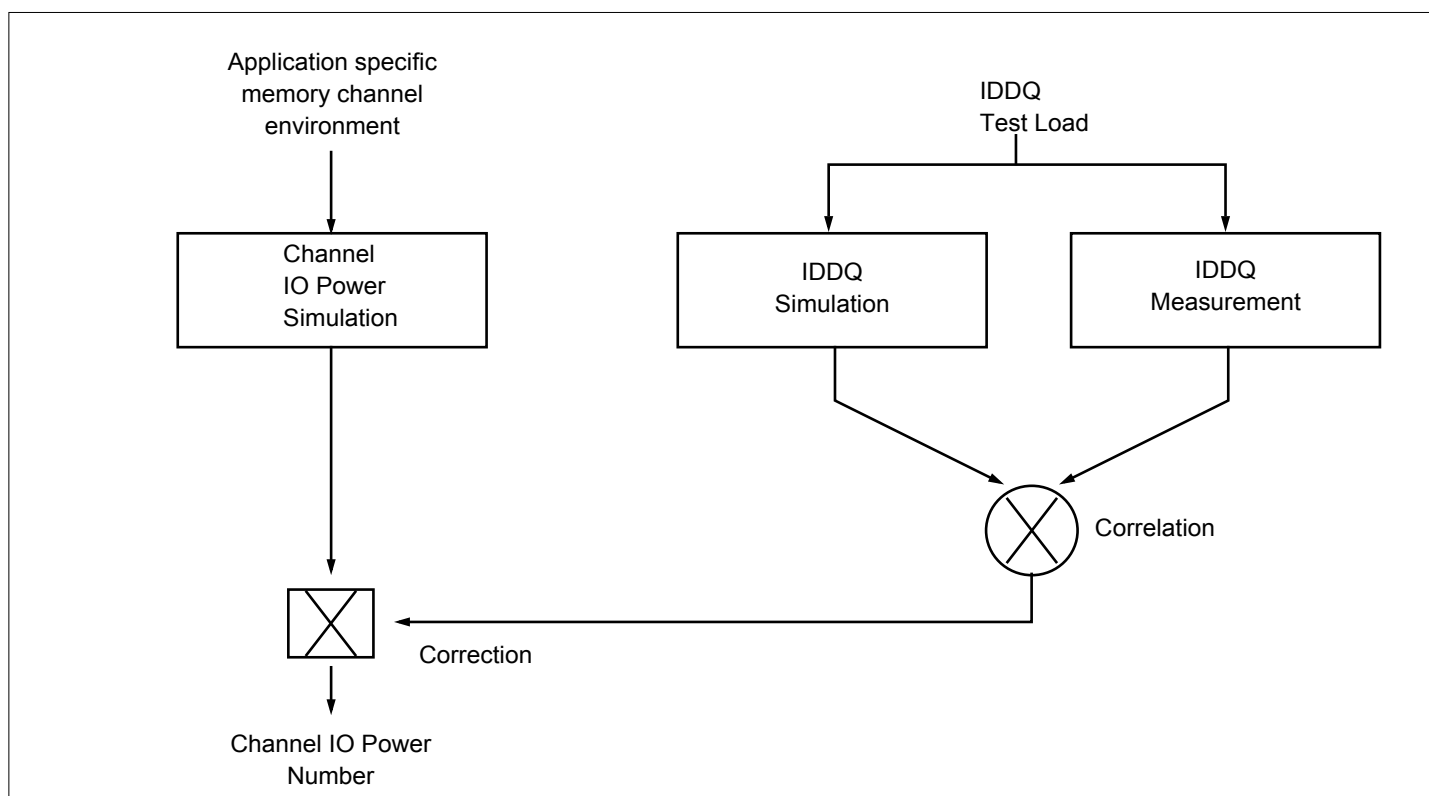 Application specific
memory channel
environment
IDDQ
Test Load
Channel
IO Power
Simulation
IDDQ
Simulation
IDDQ
Measurement
Correlation
Correction
Channel IO Power
Number